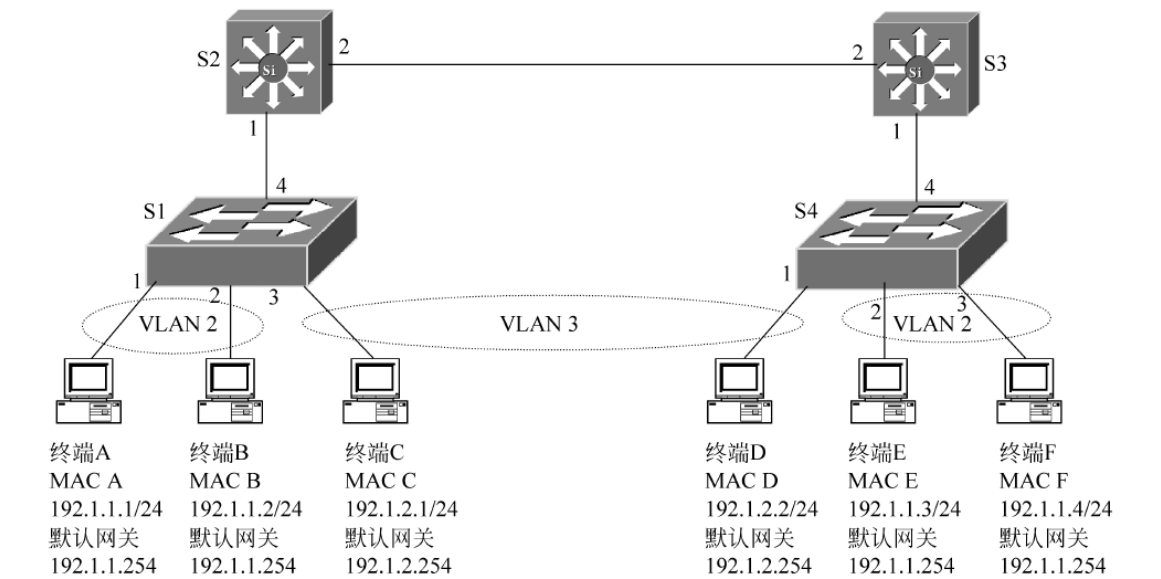 S2
Si
2
2
Si
S3
1
1
4
4
S1
S4
1
2
3
1
2
3
VLAN 2
VLAN 3
VLAN 2
终端A
MAC A
192.1.1.1/24
默认网关
192.1.1.254
终端B
MAC B
192.1.1.2/24
默认网关
192.1.1.254
终端C
MAC C
192.1.2.1/24
默认网关
192.1.2.254
终端D
MAC D
192.1.2.2/24
默认网关
192.1.2.254
终端E
MAC E
192.1.1.3/24
默认网关
192.1.1.254
终端F
MAC F
192.1.1.4/24
默认网关
192.1.1.254